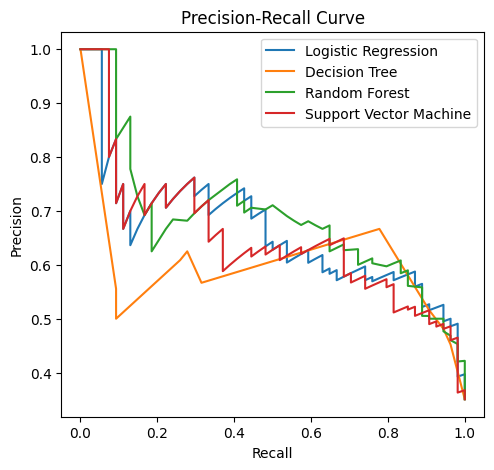 Precision-Recall Curve
Logistic Regression
Decision Tree
Random Forest
Support Vector Machine
Precision
1.0
0.9
0.8
0.7
0.6
0.5
0.4
0.0 0.2 0.4 0.6 0.8 1.0
Recall